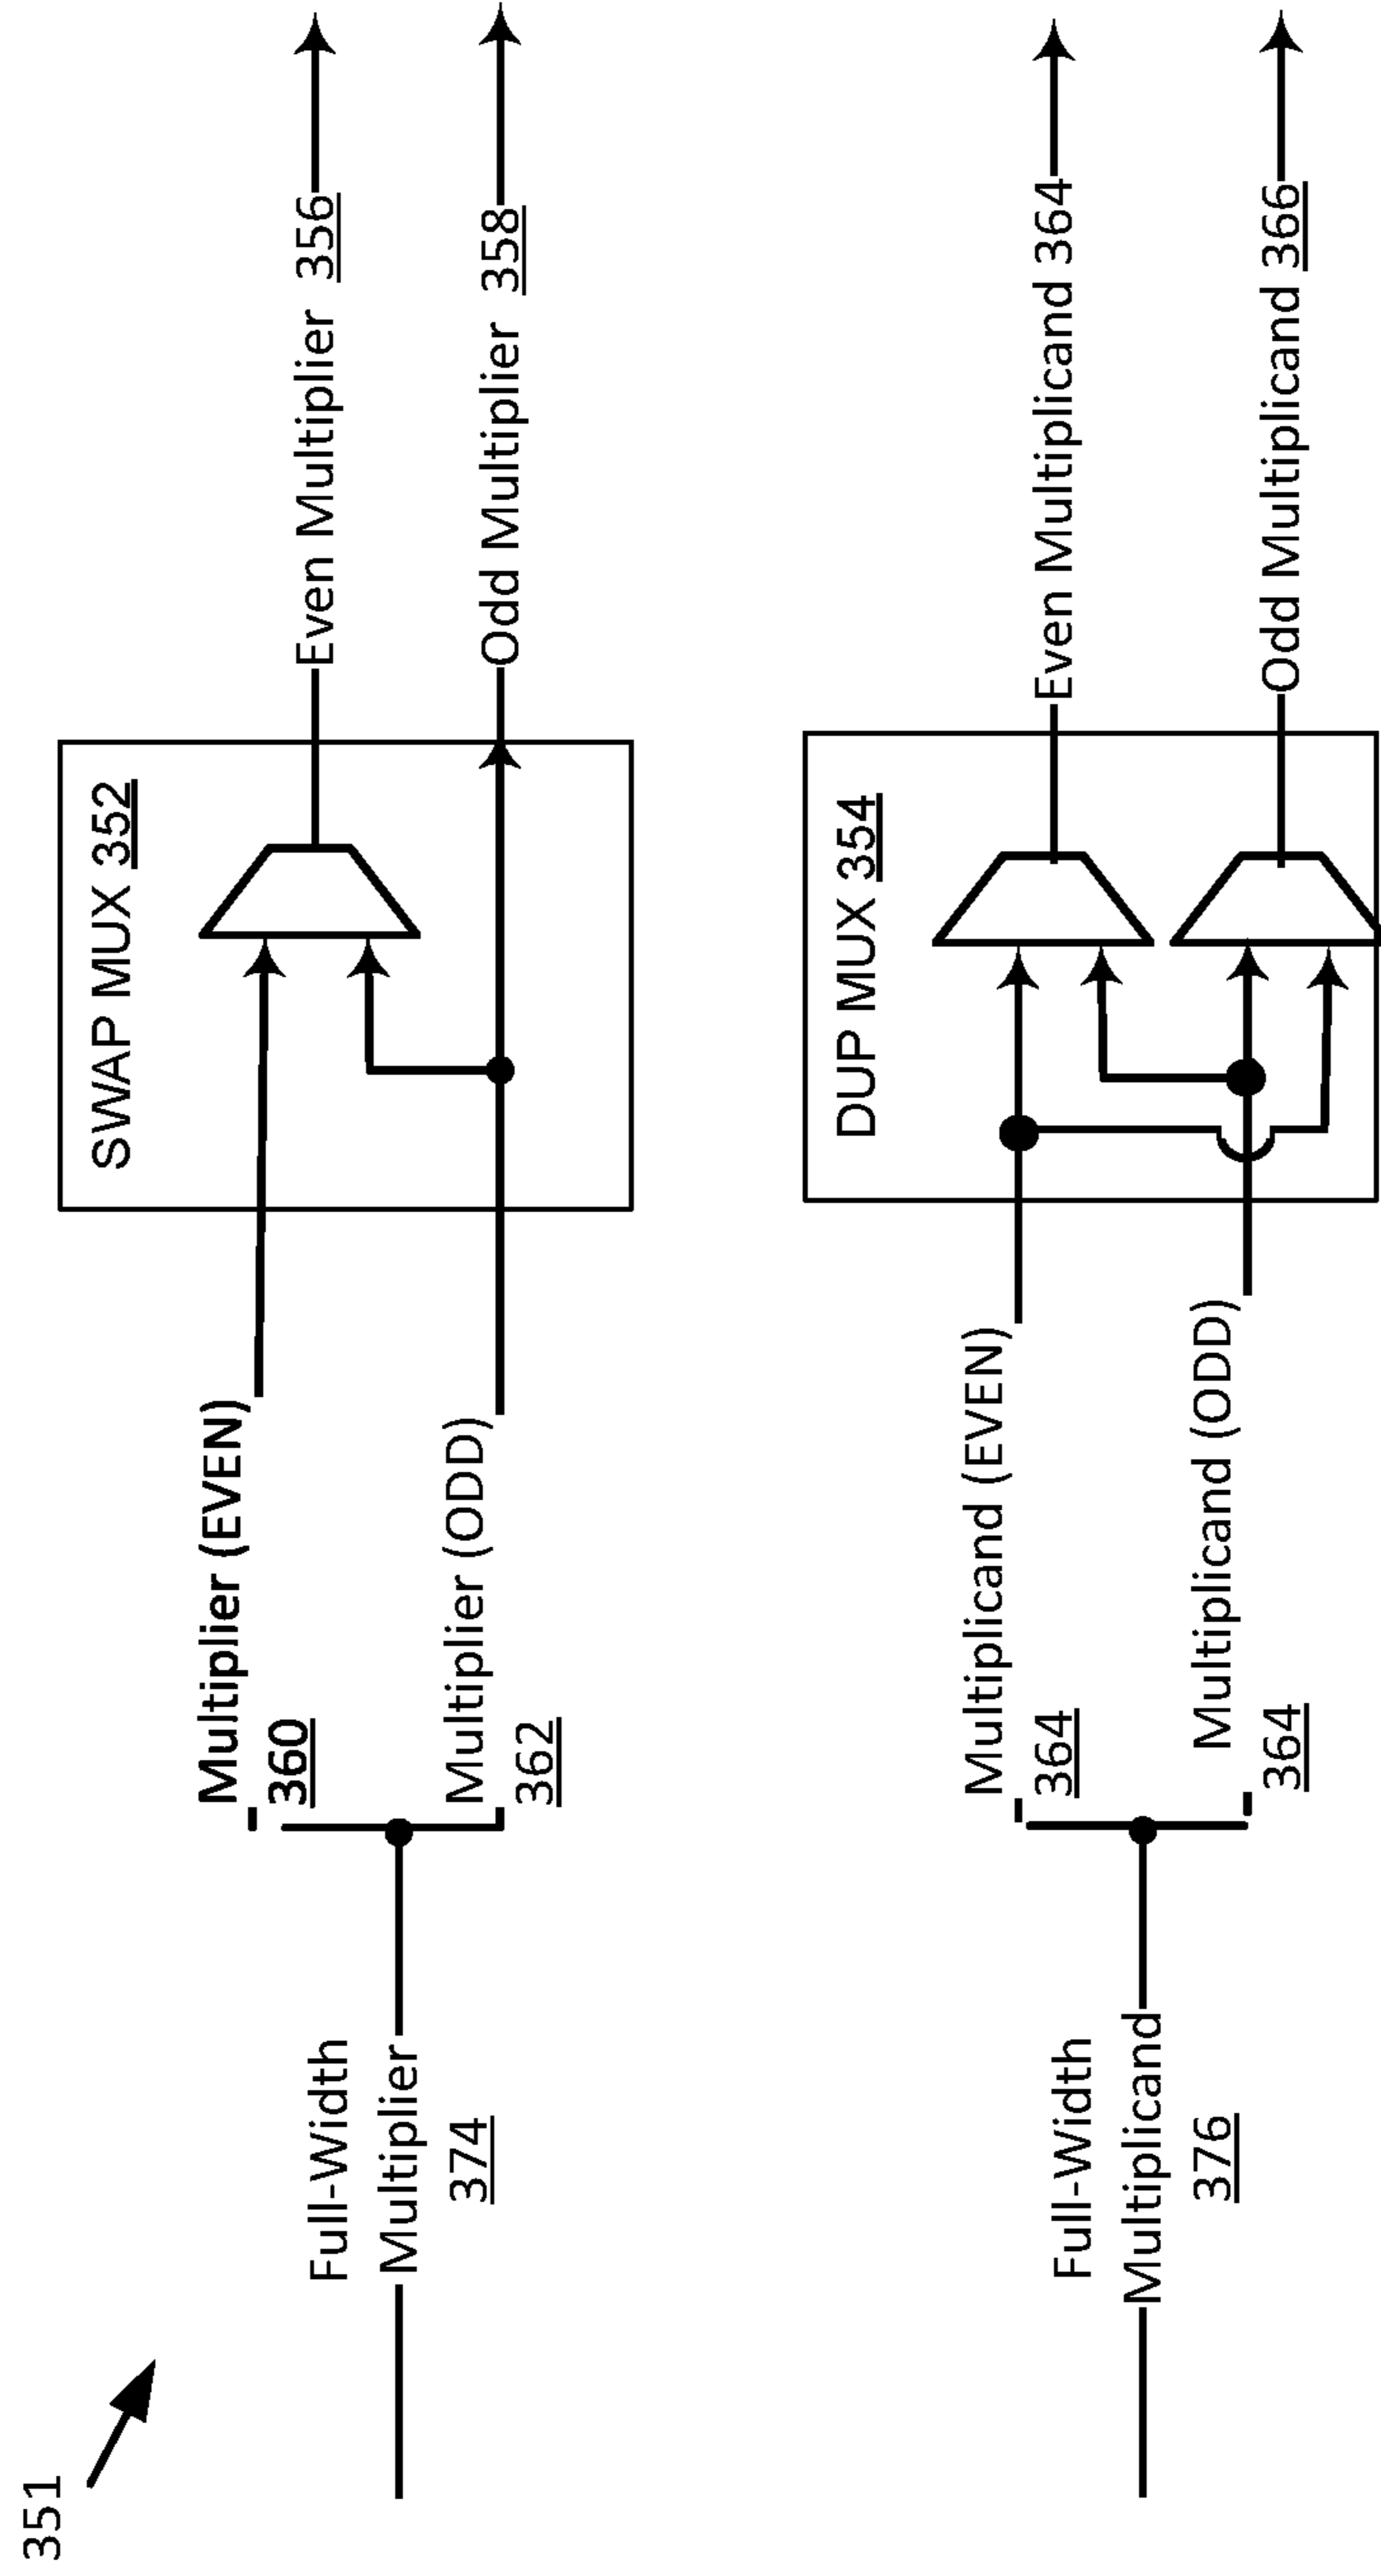 351
Full-Width
Multiplier
374
Multiplier (EVEN)
360
Multiplier (ODD)
362
SWAP MUX 352
Even Multiplier 356
Odd Multiplier 358
Full-Width
Multiplicand
376
Multiplicand (EVEN)
364
Multiplicand (ODD)
364
DUP MUX 354
Even Multiplicand 364
Odd Multiplicand 366